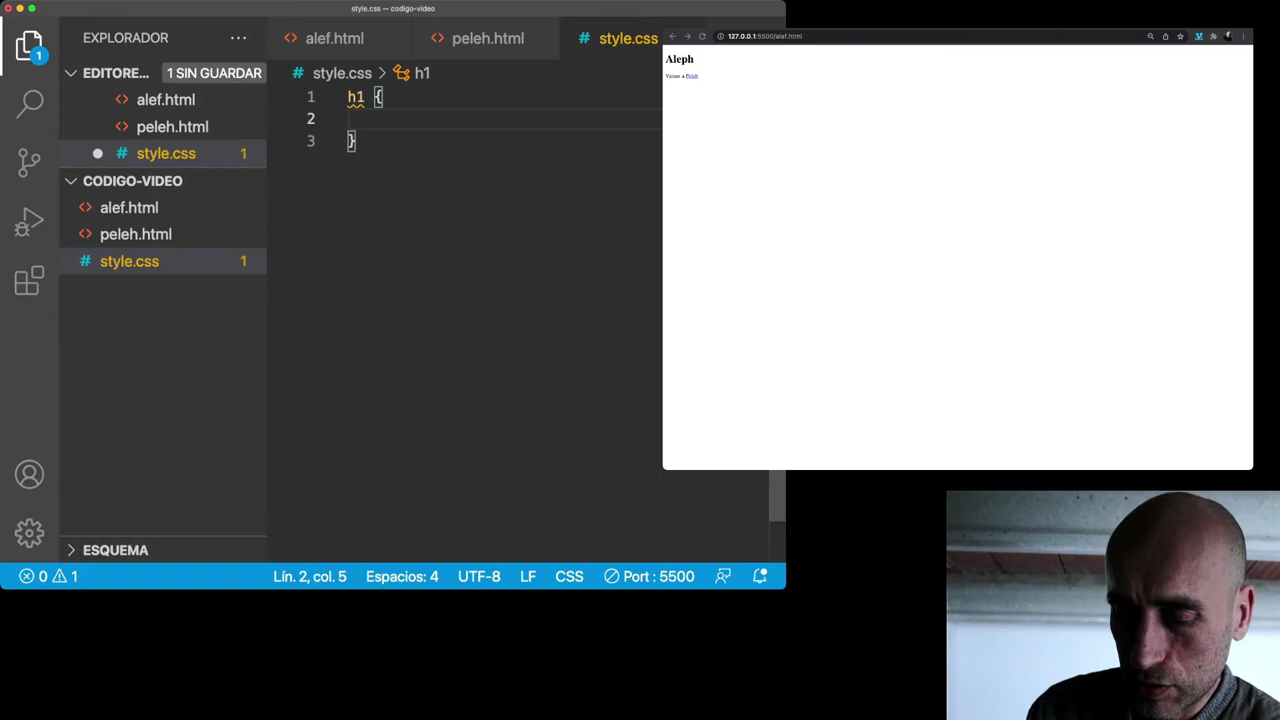 style.css — codigo-video
EXPLORADOR
alef.html
peleh.html
style.css
EDITORE... 1 SIN GUARDAR
style.css > h1
alef.html
peleh.html
style.css 1
CODIGO-VIDEO
alef.html
peleh.html
style.css 1
1 h1 {
2
3 }
ESQUEMA
0 1 Lín. 2, col. 5 Espacios: 4 UTF-8 LF CSS Port : 5500
1
127.0.0.1:5500/alef.html
Aleph
Vamos a Peleh